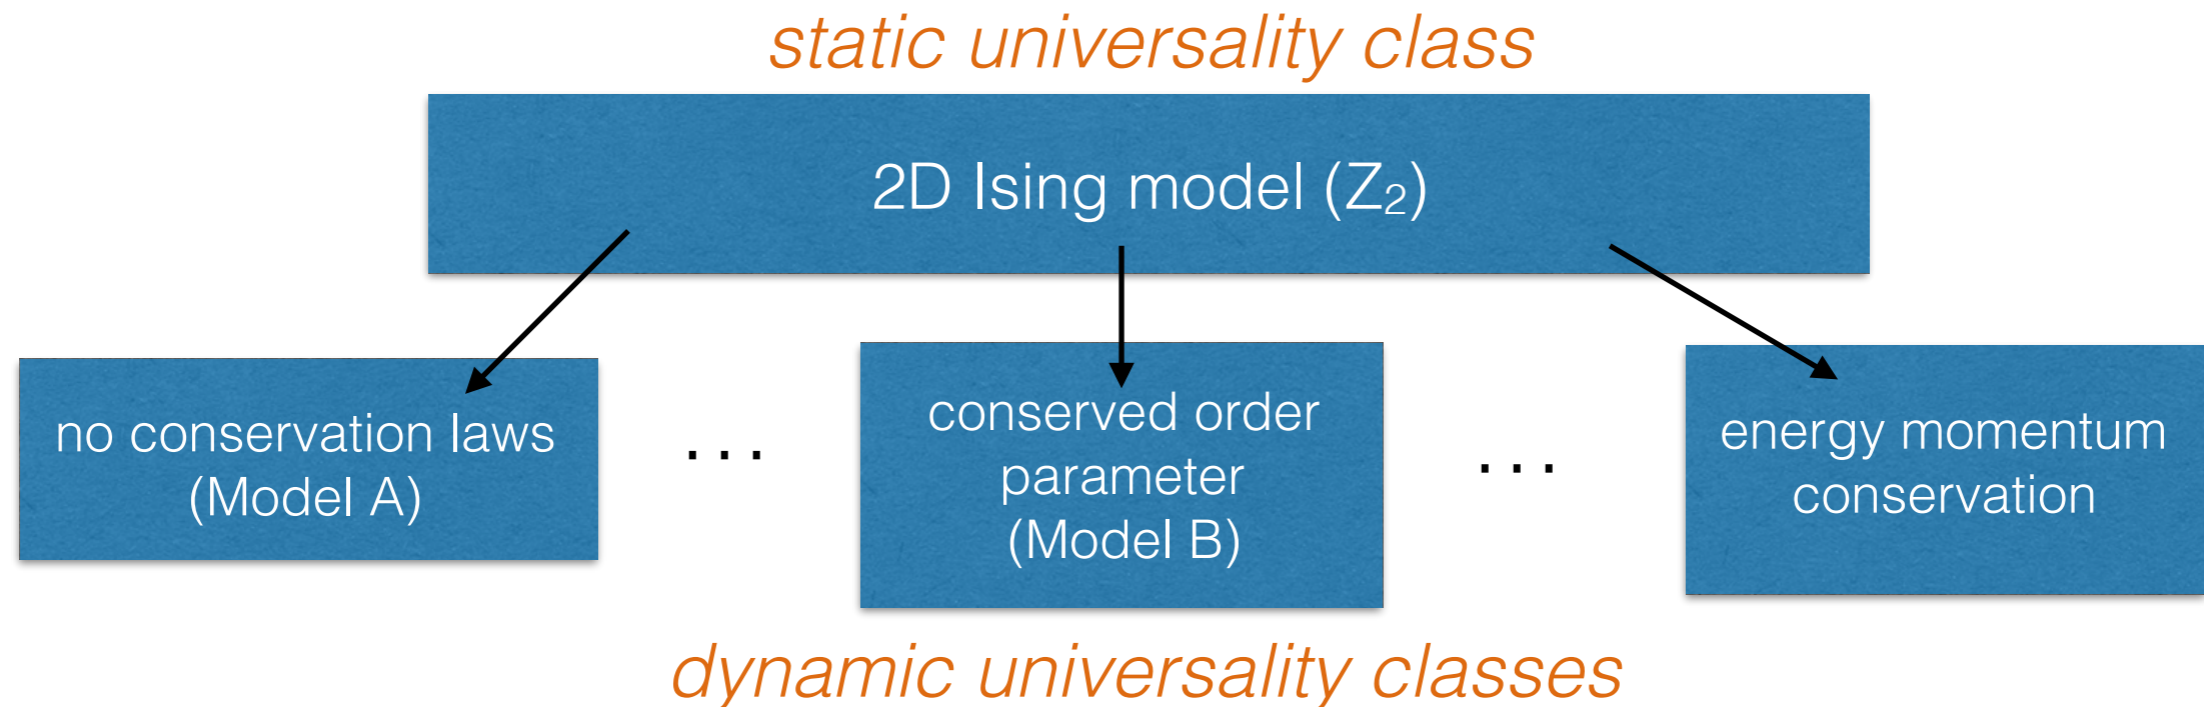 static universality class
2D Ising model (Z₂)
no conservation laws
(Model A)
...
conserved order
parameter
(Model B)
...
energy momentum
conservation
dynamic universality classes